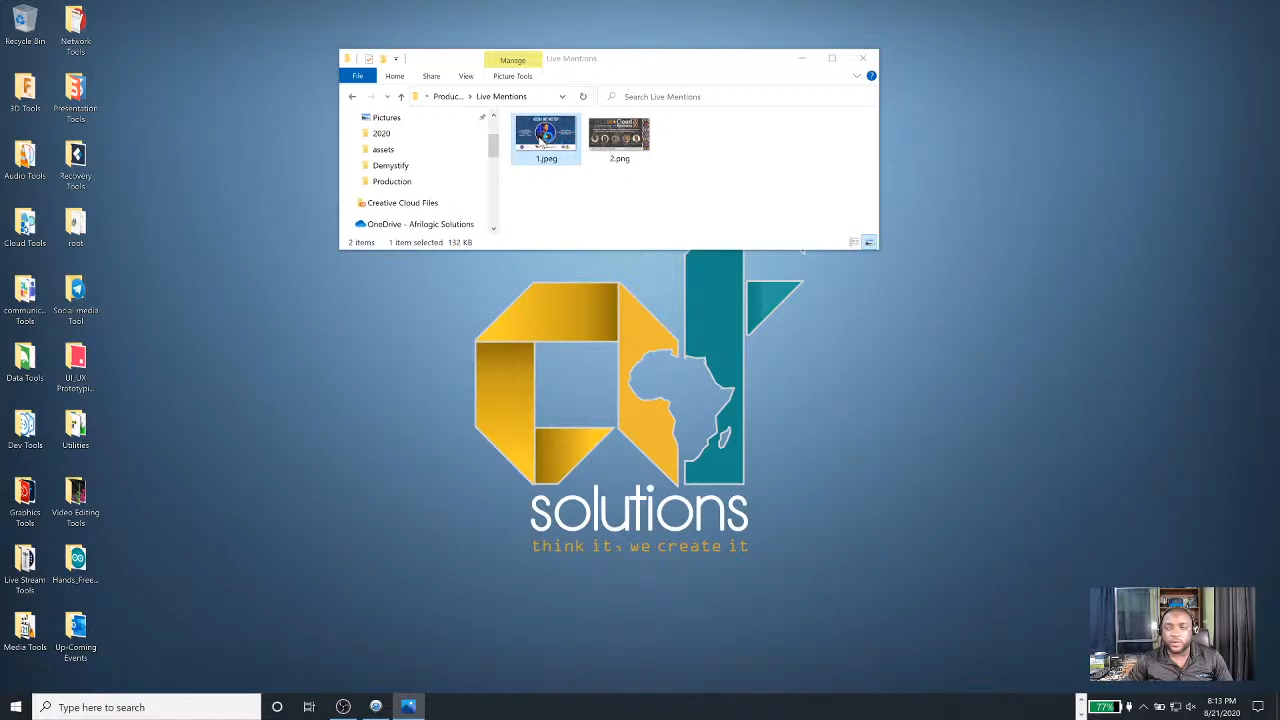 Recycle Bin
Network
Tools
3D Tools
Presentation
Tools
Audio Tools
Recovery
Tools
Cloud Tools
root
communic...
Tools
Social media
Tool
Data Tools
UI_UX
Prototypi...
Dev Tools
Utilities
Graphics
Tools
Video Editing
Tools
Live Stream
Tools
Hands_Free...
Media Tools
Up-Coming
Events
Manage
Live Mentions
File
Home
Share
View
Picture Tools
Produc...
Live Mentions
Search Live Mentions
Pictures
2020
assets
Demystify
Production
Creative Cloud Files
OneDrive - Afrilogic Solutions
1.jpeg
2.png
2 items
1 item selected 132 KB
solutions
think it, we create it
Type here to search
77%
8:13 PM
8/21/2020